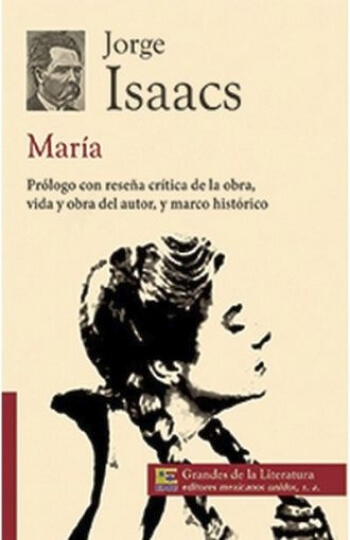 Jorge
Isaacs
María
Prólogo con reseña crítica de la obra,
vida y obra del autor, y marco histórico
Grandes de la Literatura
editores mexicanos unidos, s. a.